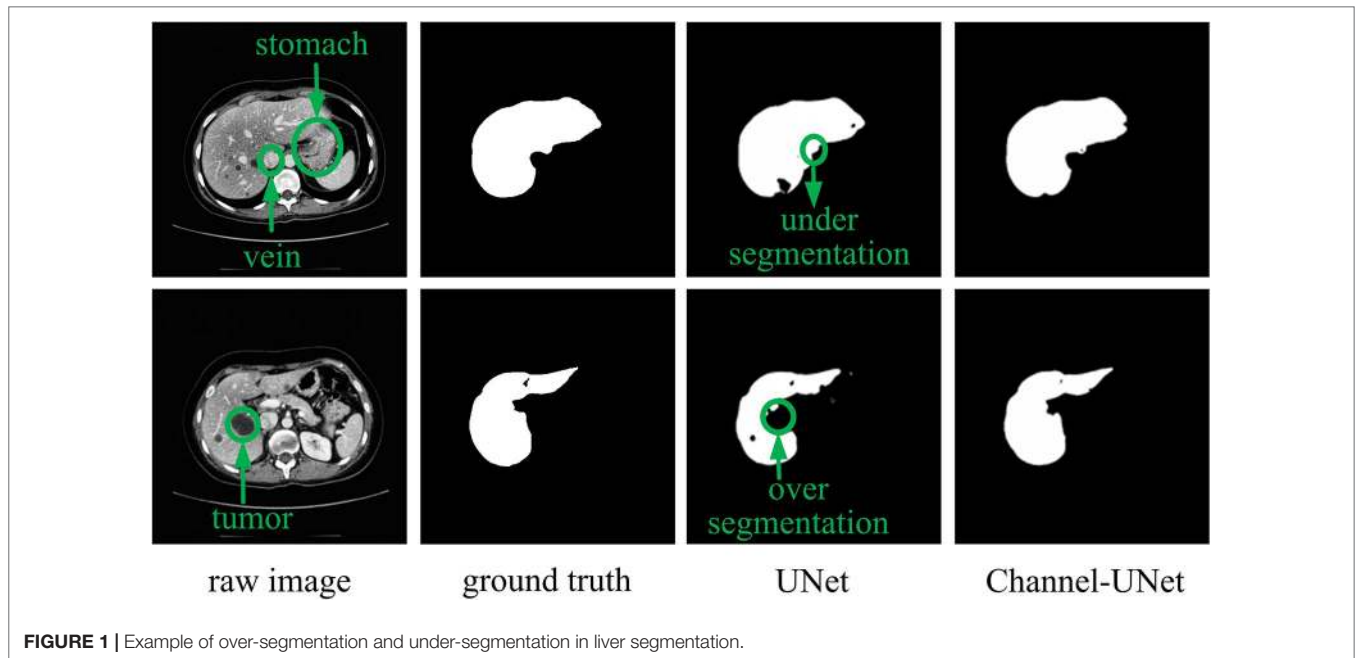 stomach
vein
under
segmentation
tumor
over
segmentation
raw image
ground truth
UNet
Channel-UNet
FIGURE 1 | Example of over-segmentation and under-segmentation in liver segmentation.